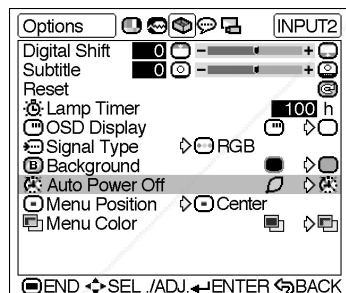 Options INPUT2
Digital Shift 0 - +
Subtitle 0 - +
Reset
Lamp Timer 100 h
OSD Display
Signal Type RGB
B Background
Auto Power Off
Menu Position Center
Menu Color
END SEL ./ADJ. ENTER BACK